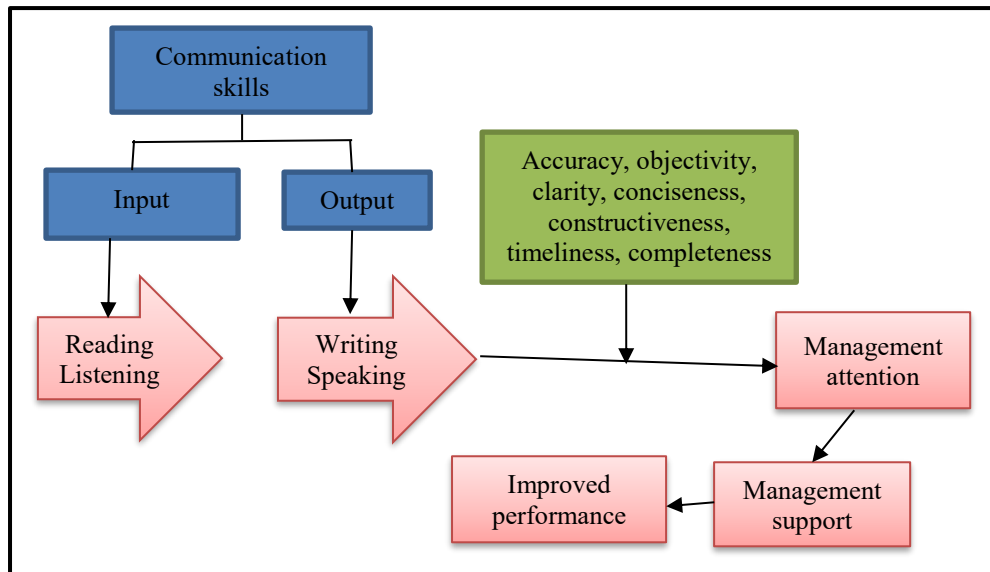 Communication
skills
Input
Output
Accuracy, objectivity,
clarity, conciseness,
constructiveness,
timeliness, completeness
Reading
Listening
Writing
Speaking
Management
attention
Improved
performance
Management
support